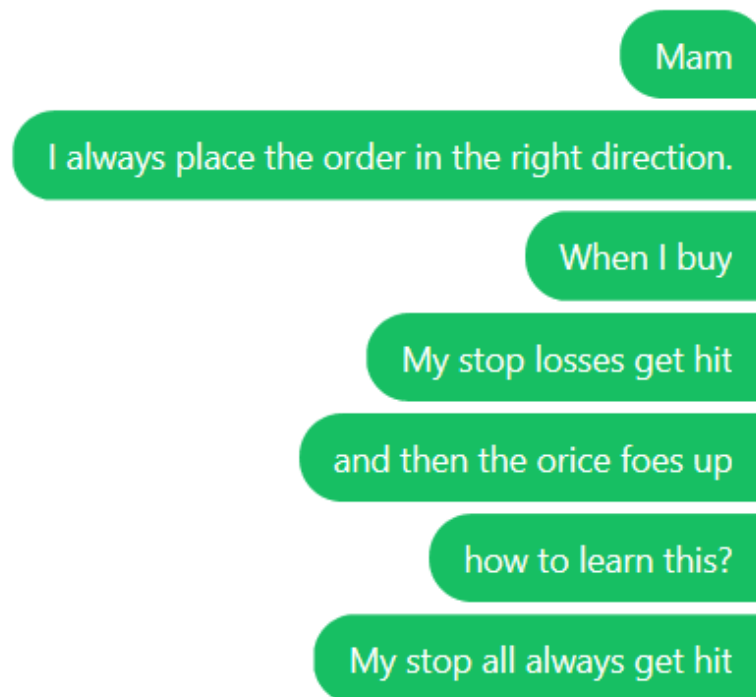 Mam
I always place the order in the right direction.
When I buy
My stop losses get hit
and then the orice foes up
how to learn this?
My stop all always get hit